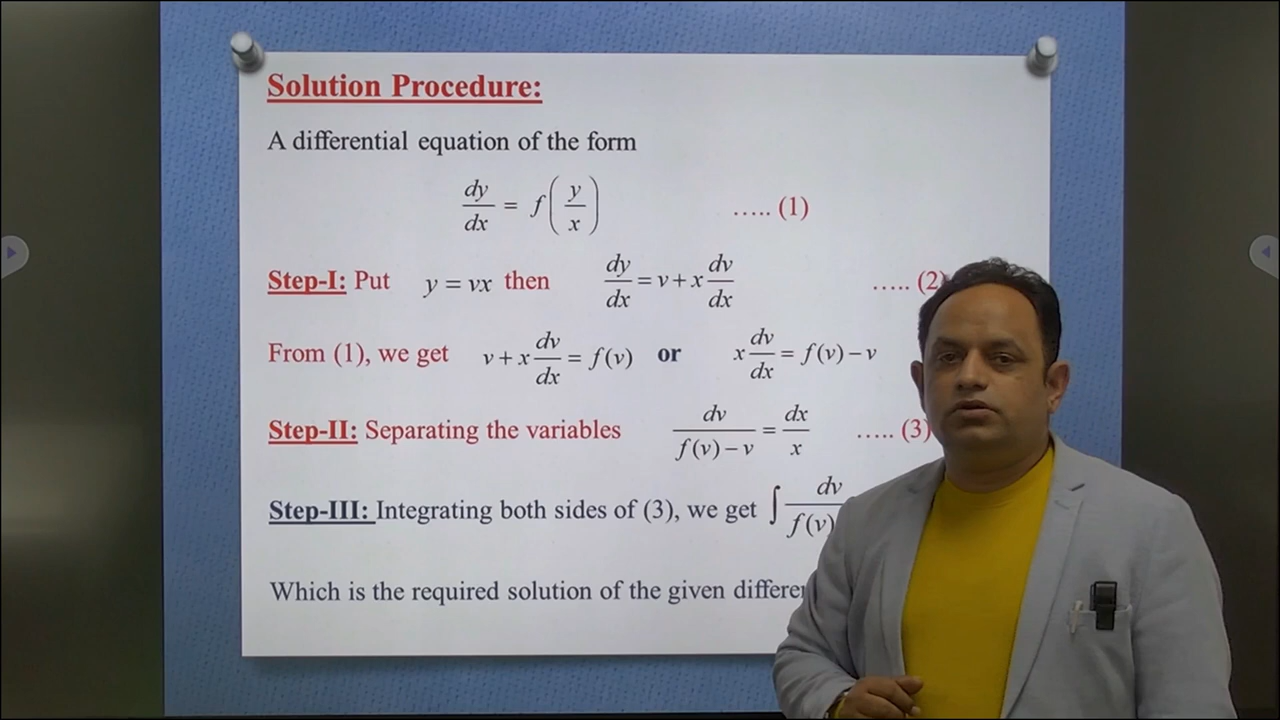 Solution Procedure:
A differential equation of the form
dy/dx = f(y/x) ..... (1)
Step-I: Put y = vx then dy/dx = v + x dv/dx ..... (2)
From (1), we get v + x dv/dx = f(v) or x dv/dx = f(v) − v
Step-II: Separating the variables dv/(f(v) − v) = dx/x ..... (3)
Step-III: Integrating both sides of (3), we get ∫ dv/f(v)
Which is the required solution of the given